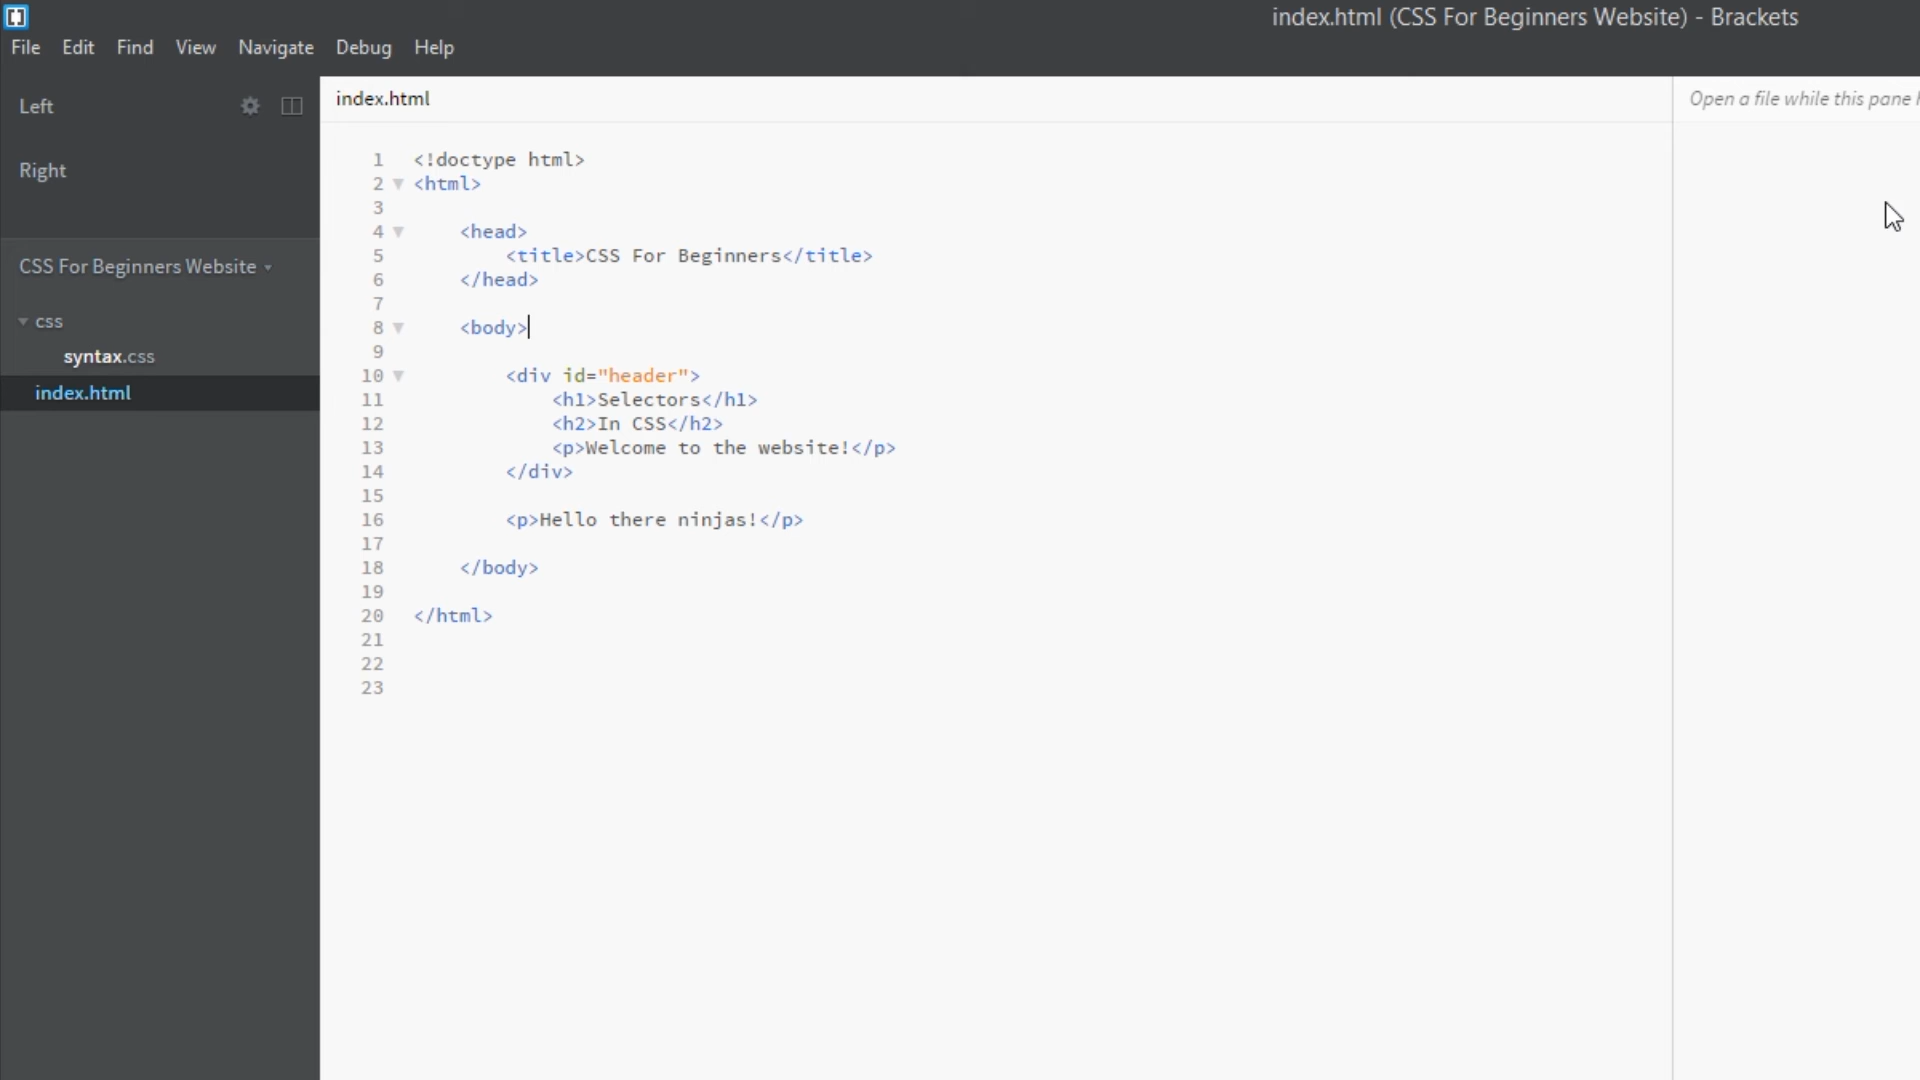 index.html (CSS For Beginners Website) - Brackets
File Edit Find View Navigate Debug Help
Left
Right
CSS For Beginners Website
css
syntax.css
index.html
index.html
Open a file while this pane
1 <!doctype html>
2 <html>
3
4 <head>
5 <title>CSS For Beginners</title>
6 </head>
7
8 <body>
9
10 <div id="header">
11 <h1>Selectors</h1>
12 <h2>In CSS</h2>
13 <p>Welcome to the website!</p>
14 </div>
15
16 <p>Hello there ninjas!</p>
17
18 </body>
19
20 </html>
21
22
23